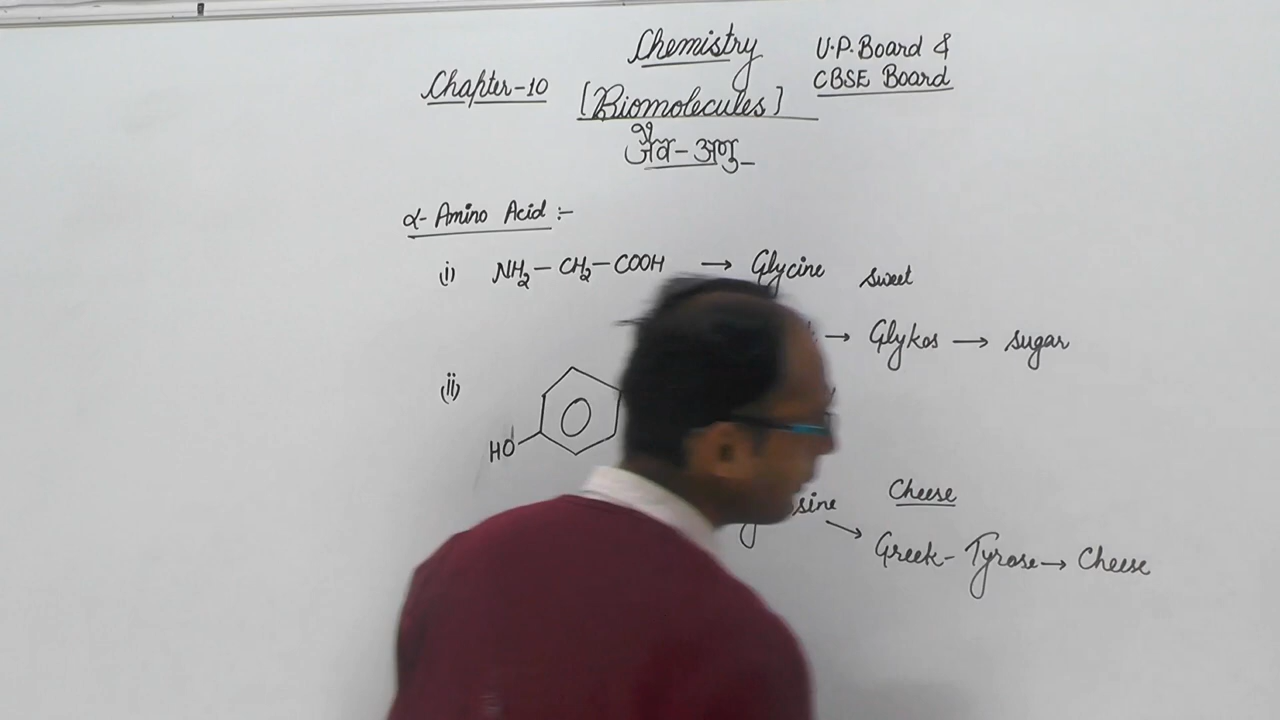 Chemistry
U.P. Board &
CBSE Board
Chapter-10
[Biomolecules]
जैव-अणु
α- Amino Acid :-
(i) NH2 - CH2 - COOH → Glycine sweet
→ Glykos → sugar
(ii)
HO
Cheese
Greek- Tyrose → Cheese